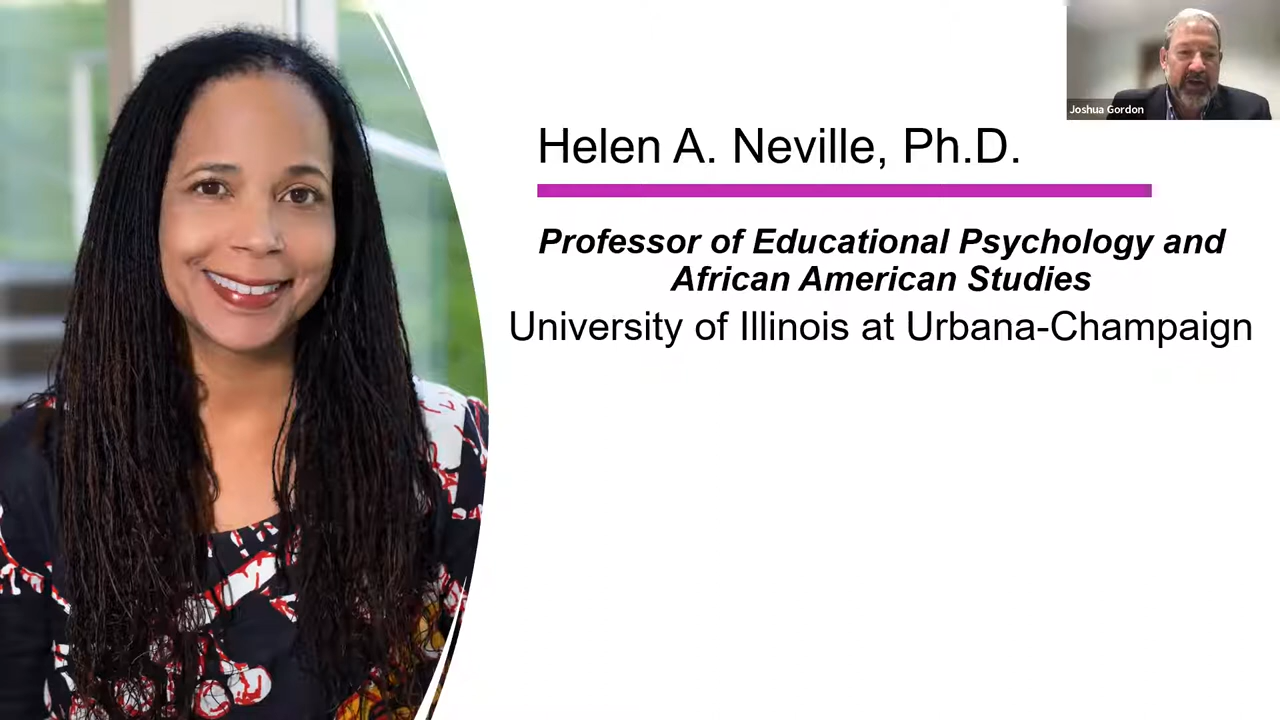 Joshua Gordon
Helen A. Neville, Ph.D.
Professor of Educational Psychology and
African American Studies
University of Illinois at Urbana-Champaign